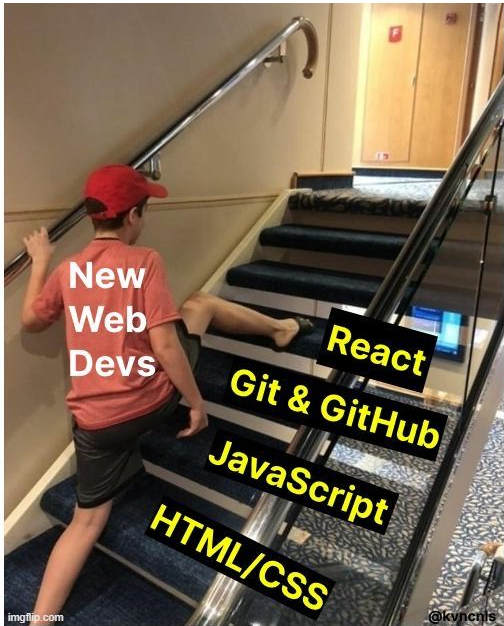 New
Web
Devs
React
Git & GitHub
JavaScript
HTML/CSS
imgflip.com
@kvncnls